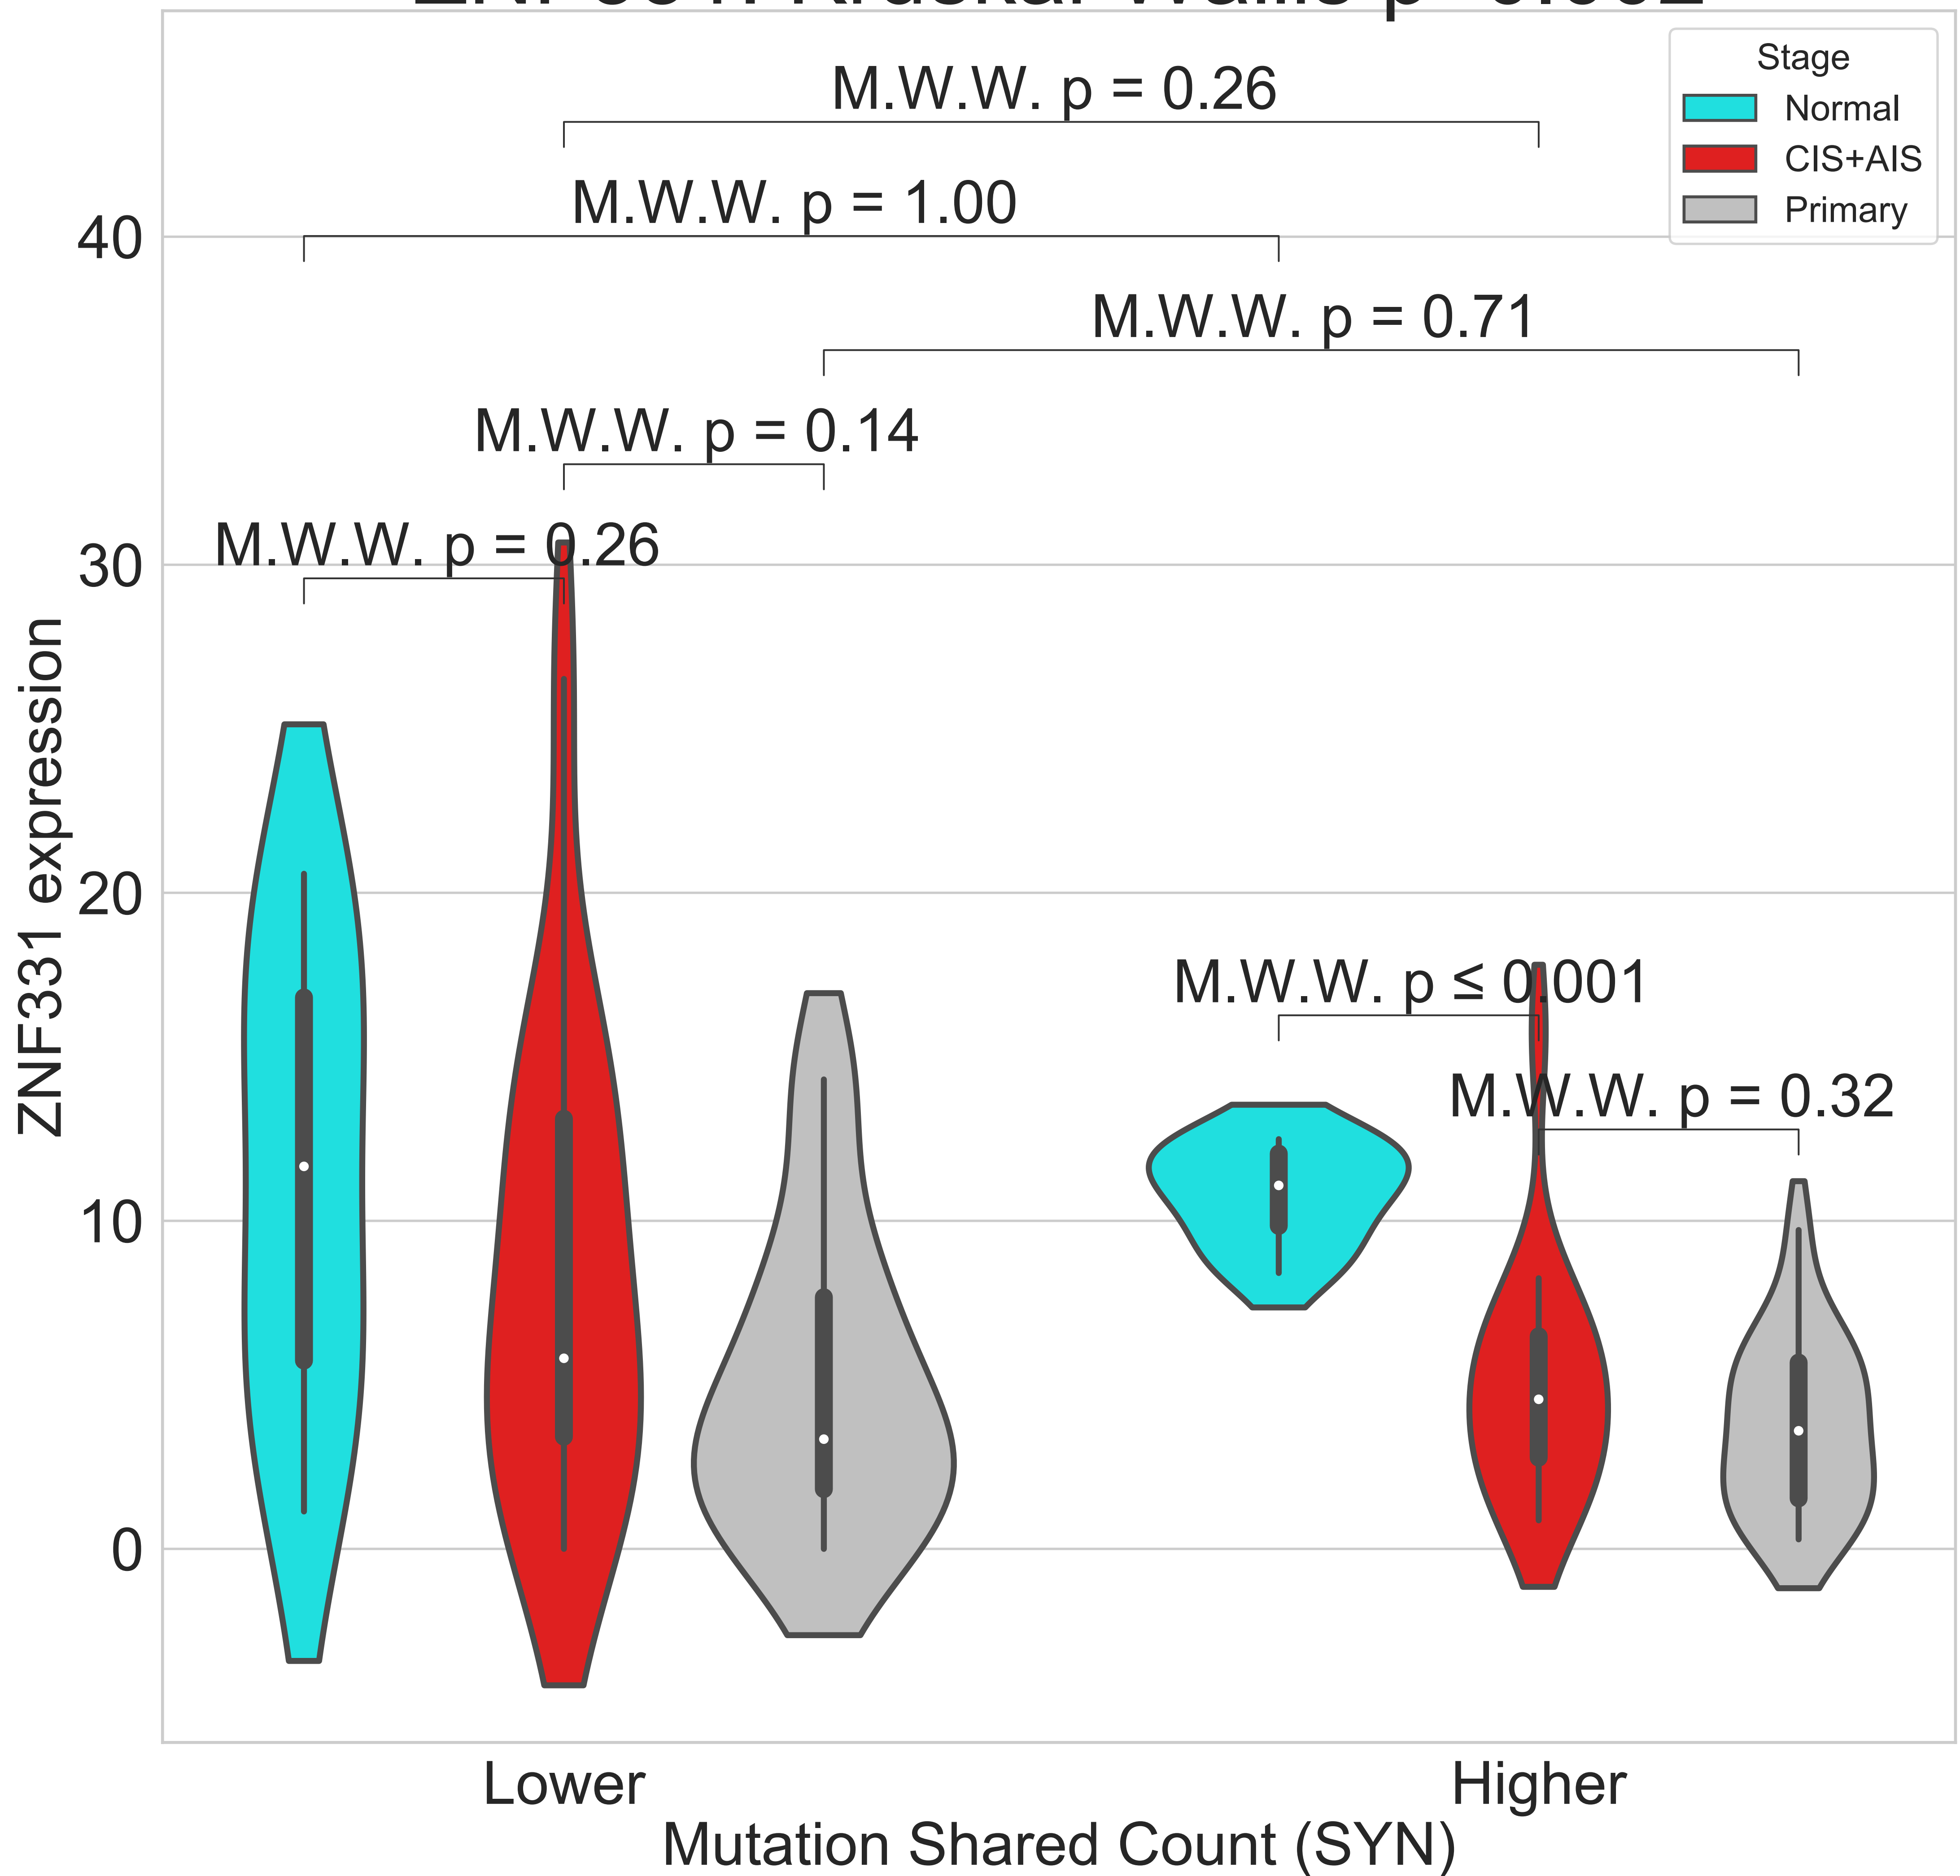 Stage
Normal
CIS+AIS
Primary
M.W.W. p = 0.26
M.W.W. p = 1.00
M.W.W. p = 0.71
M.W.W. p = 0.14
M.W.W. p = 0.26
M.W.W. p ≤ 0.001
M.W.W. p = 0.32
40
30
20
10
0
ZNF331 expression
Lower
Higher
Mutation Shared Count (SYN)